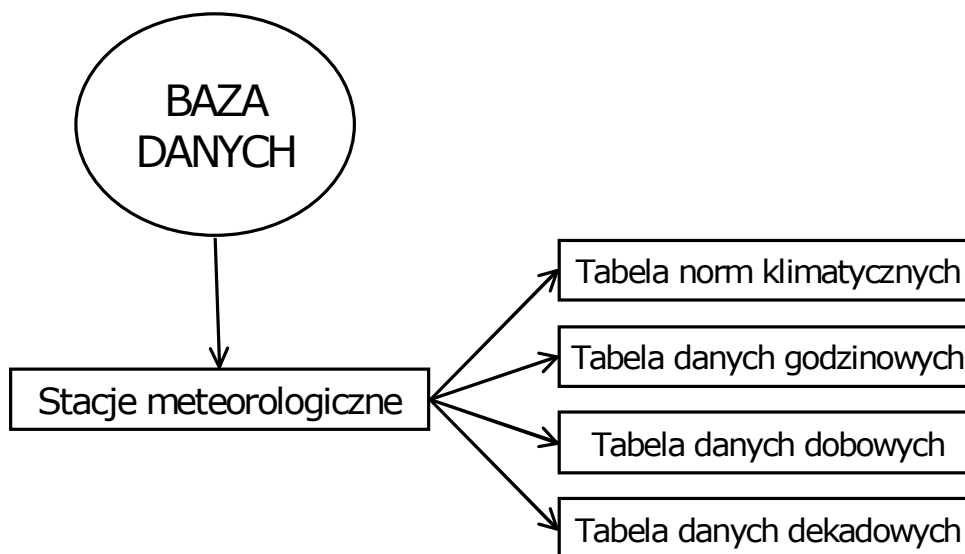 BAZA
DANYCH
Tabela norm klimatycznych
Tabela danych godzinowych
Stacje meteorologiczne
Tabela danych dobowych
Tabela danych dekadowych